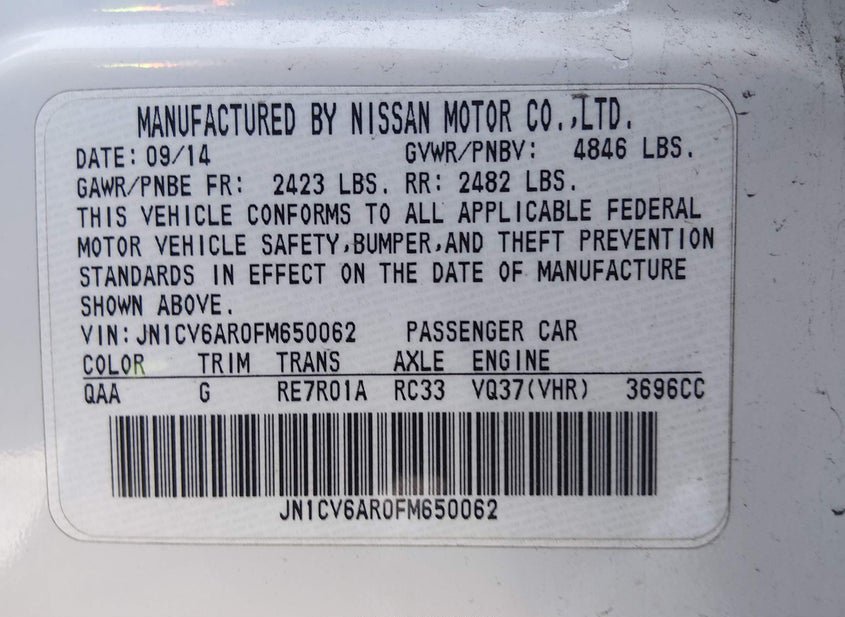 MANUFACTURED BY NISSAN MOTOR CO.,LTD.
DATE: 09/14 GVWR/PNBV: 4846 LBS.
GAWR/PNBE FR: 2423 LBS. RR: 2482 LBS.
THIS VEHICLE CONFORMS TO ALL APPLICABLE FEDERAL
MOTOR VEHICLE SAFETY,BUMPER,AND THEFT PREVENTION
STANDARDS IN EFFECT ON THE DATE OF MANUFACTURE
SHOWN ABOVE.
VIN: JN1CV6AR0FM650062 PASSENGER CAR
COLOR TRIM TRANS AXLE ENGINE
QAA G RE7R01A RC33 VQ37(VHR) 3696CC
JN1CV6AR0FM650062